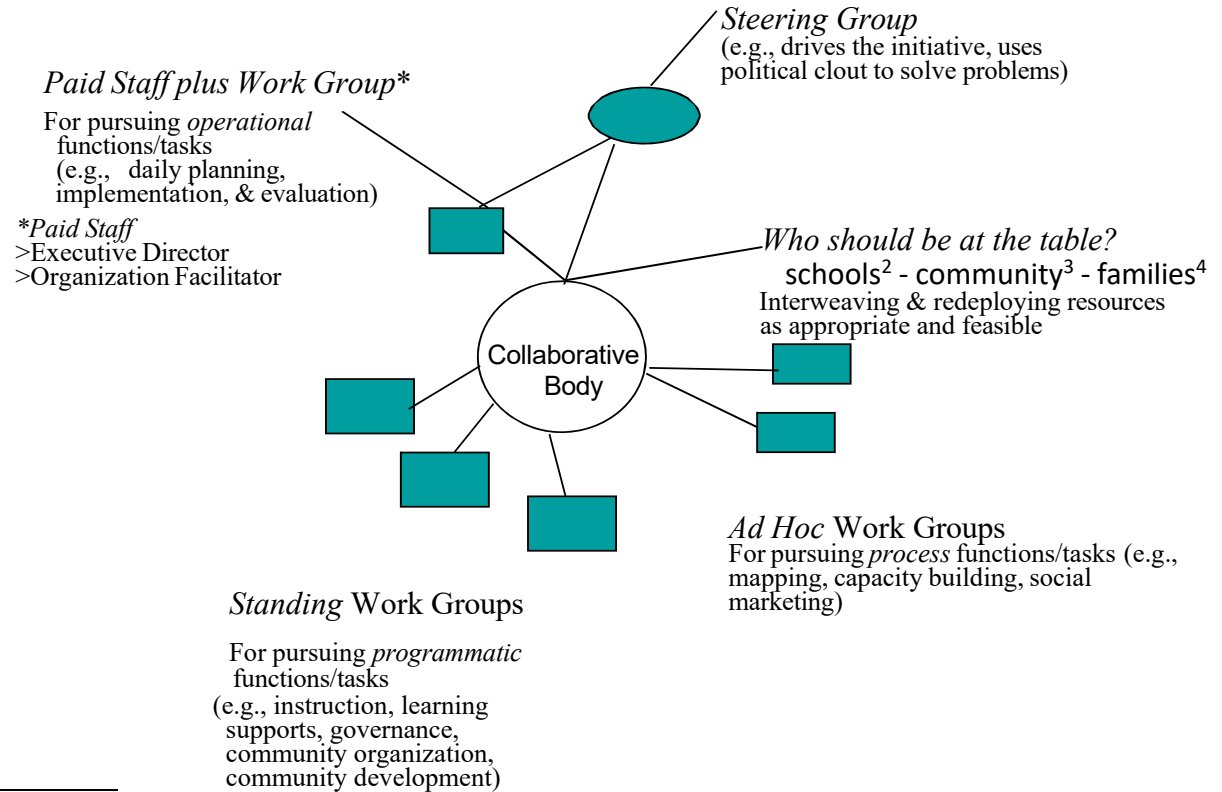 Steering Group
(e.g., drives the initiative, uses
political clout to solve problems)
Paid Staff plus Work Group*
For pursuing operational
functions/tasks
(e.g., daily planning,
implementation, & evaluation)
*Paid Staff
>Executive Director
>Organization Facilitator
Who should be at the table?
schools² - community³ - families⁴
Interweaving & redeploying resources
as appropriate and feasible
Collaborative
Body
Ad Hoc Work Groups
For pursuing process functions/tasks (e.g.,
mapping, capacity building, social
marketing)
Standing Work Groups
For pursuing programmatic
functions/tasks
(e.g., instruction, learning
supports, governance,
community organization,
community development)